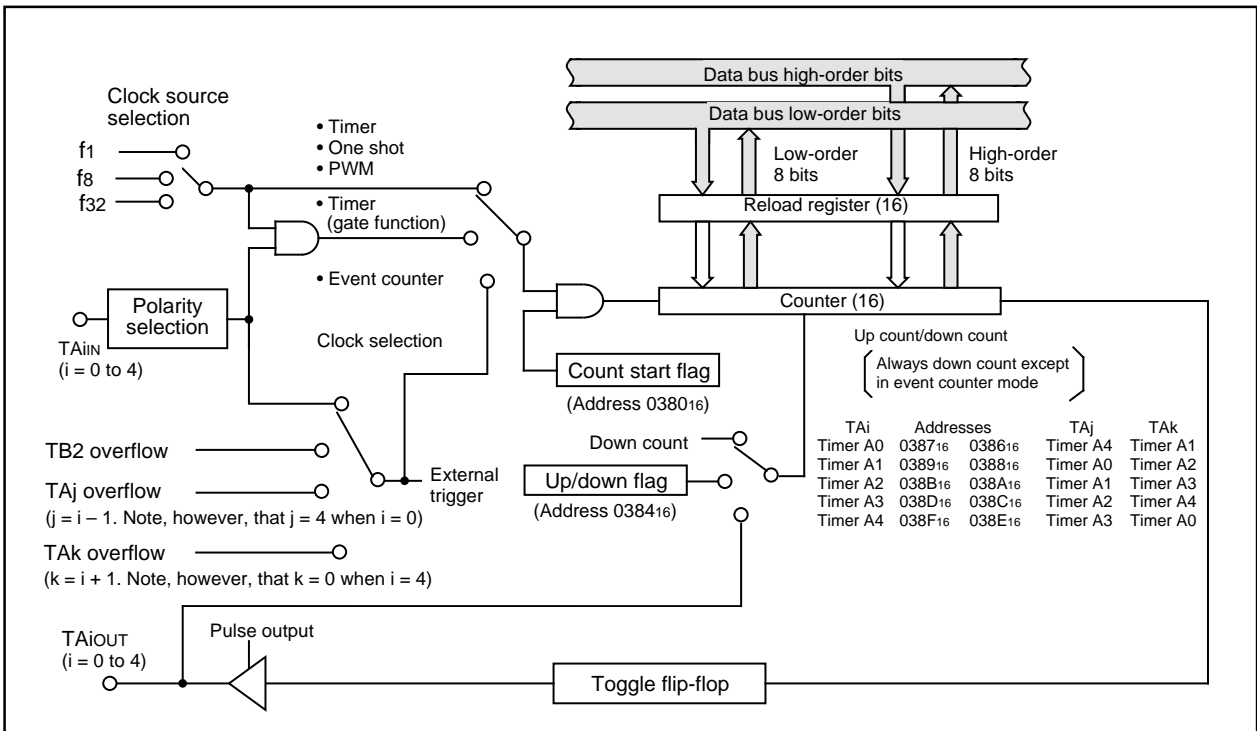 Clock source
selection
f1
f8
f32
• Timer
• One shot
• PWM
• Timer
(gate function)
• Event counter
Data bus high-order bits
Data bus low-order bits
Low-order
8 bits
High-order
8 bits
Reload register (16)
Counter (16)
Polarity
selection
TAiIN
(i = 0 to 4)
Clock selection
Count start flag
(Address 038016)
Up count/down count
Always down count except
in event counter mode
TB2 overflow
TAj overflow
(j = i – 1. Note, however, that j = 4 when i = 0)
TAk overflow
(k = i + 1. Note, however, that k = 0 when i = 4)
External
trigger
Down count
Up/down flag
(Address 038416)
TAi Addresses TAj TAk
Timer A0 038716 038616 Timer A4 Timer A1
Timer A1 038916 038816 Timer A0 Timer A2
Timer A2 038B16 038A16 Timer A1 Timer A3
Timer A3 038D16 038C16 Timer A2 Timer A4
Timer A4 038F16 038E16 Timer A3 Timer A0
TAiOUT
(i = 0 to 4)
Pulse output
Toggle flip-flop